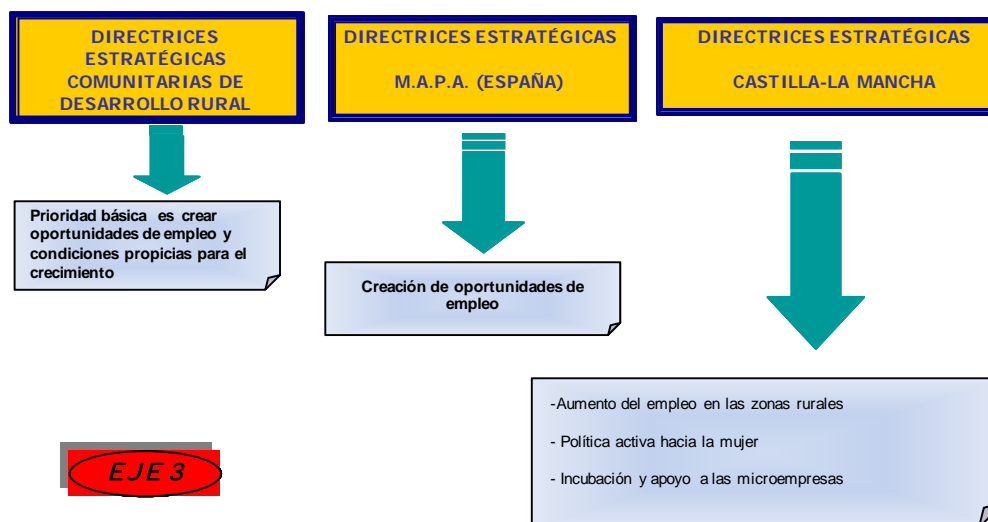 DIRECTRICES
ESTRATÉGICAS
COMUNITARIAS DE
DESARROLLO RURAL
DIRECTRICES ESTRATÉGICAS
M.A.P.A. (ESPAÑA)
DIRECTRICES ESTRATÉGICAS
CASTILLA-LA MANCHA
Prioridad básica es crear
oportunidades de empleo y
condiciones propicias para el
crecimiento
Creación de oportunidades de
empleo
-Aumento del empleo en las zonas rurales
- Política activa hacia la mujer
- Incubación y apoyo a las microempresas
EJE 3